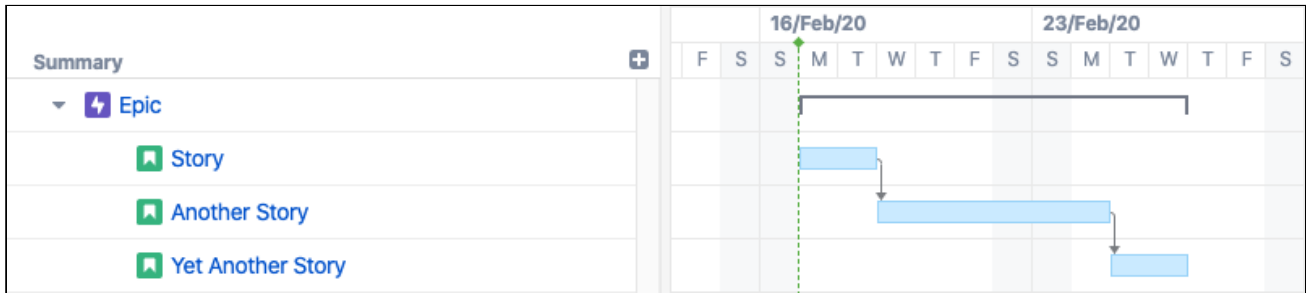 16/Feb/20 23/Feb/20
Summary F S S M T W T F S S M T W T F S
Epic
Story
Another Story
Yet Another Story